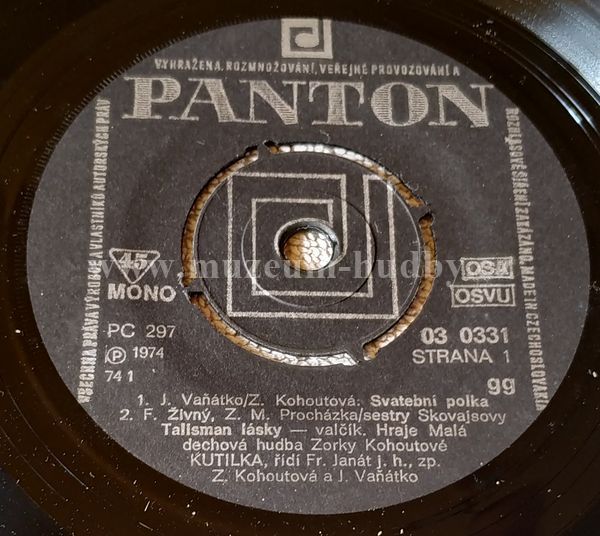 VYHRAŽENA. ROZMNOŽOVÁNÍ, VEŘEJNÉ PROVOZOVÁNÍ A
PANTON
VŠECHNA PRÁVA VÝROBCE A VLASTNÍKŮ AUTORSKÝCH PRÁV
ROZHLASOVÉ ŠÍŘENÍ ZAKÁZÁNO. MADE IN CZECHOSLOVAKIA
45
MONO
www.muzeum-hudby
OSA
OSVU
PC 297
03 0331
Ⓟ 1974
STRANA 1
74 1
gg
1. J. Vaňátko/Z. Kohoutová: Svatební polka
2. F. Živný, Z. M. Procházka/sestry Skovajsovy
Talisman lásky — valčík. Hraje Malá
dechová hudba Zorky Kohoutové
KUTILKA, řídí Fr. Janát j. h., zp.
Z. Kohoutová a J. Vaňátko